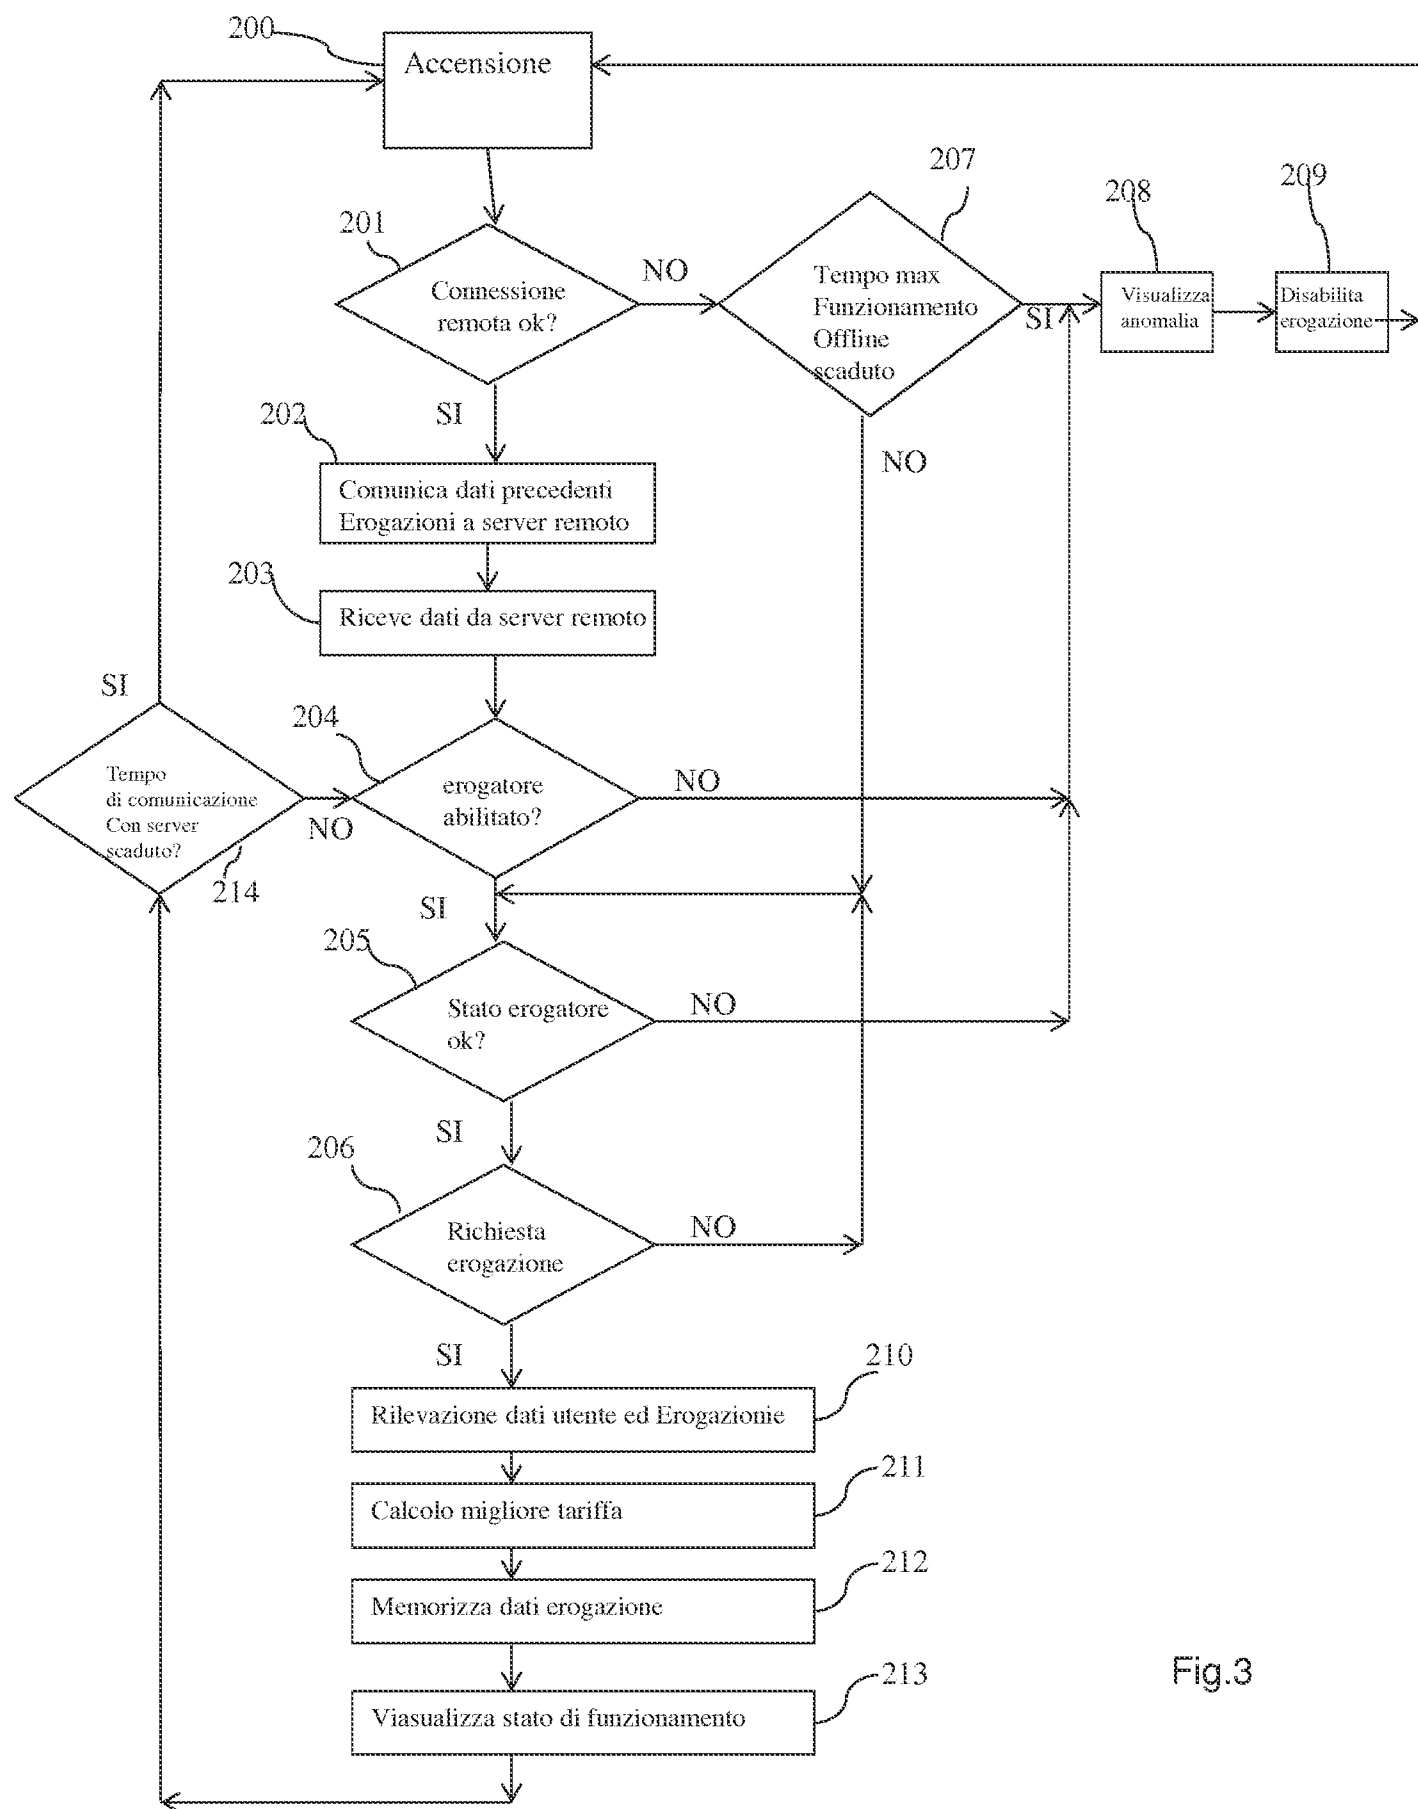 200
Accensione
207
208
209
201
NO
Connessione
remota ok?
Tempo max
Funzionamento
Offline
scaduto
SI
Visualizza
anomalia
Disabilita
erogazione
SI
NO
202
Comunica dati precedenti
Erogazioni a server remoto
203
Riceve dati da server remoto
SI
204
Tempo
di comunicazione
Con server
scaduto?
NO
214
erogatore
abilitato?
NO
SI
205
Stato erogatore
ok?
NO
SI
206
Richiesta
erogazione
NO
SI
210
Rilevazione dati utente ed Erogazionie
211
Calcolo migliore tariffa
212
Memorizza dati erogazione
213
Viasualizza stato di funzionamento
Fig.3